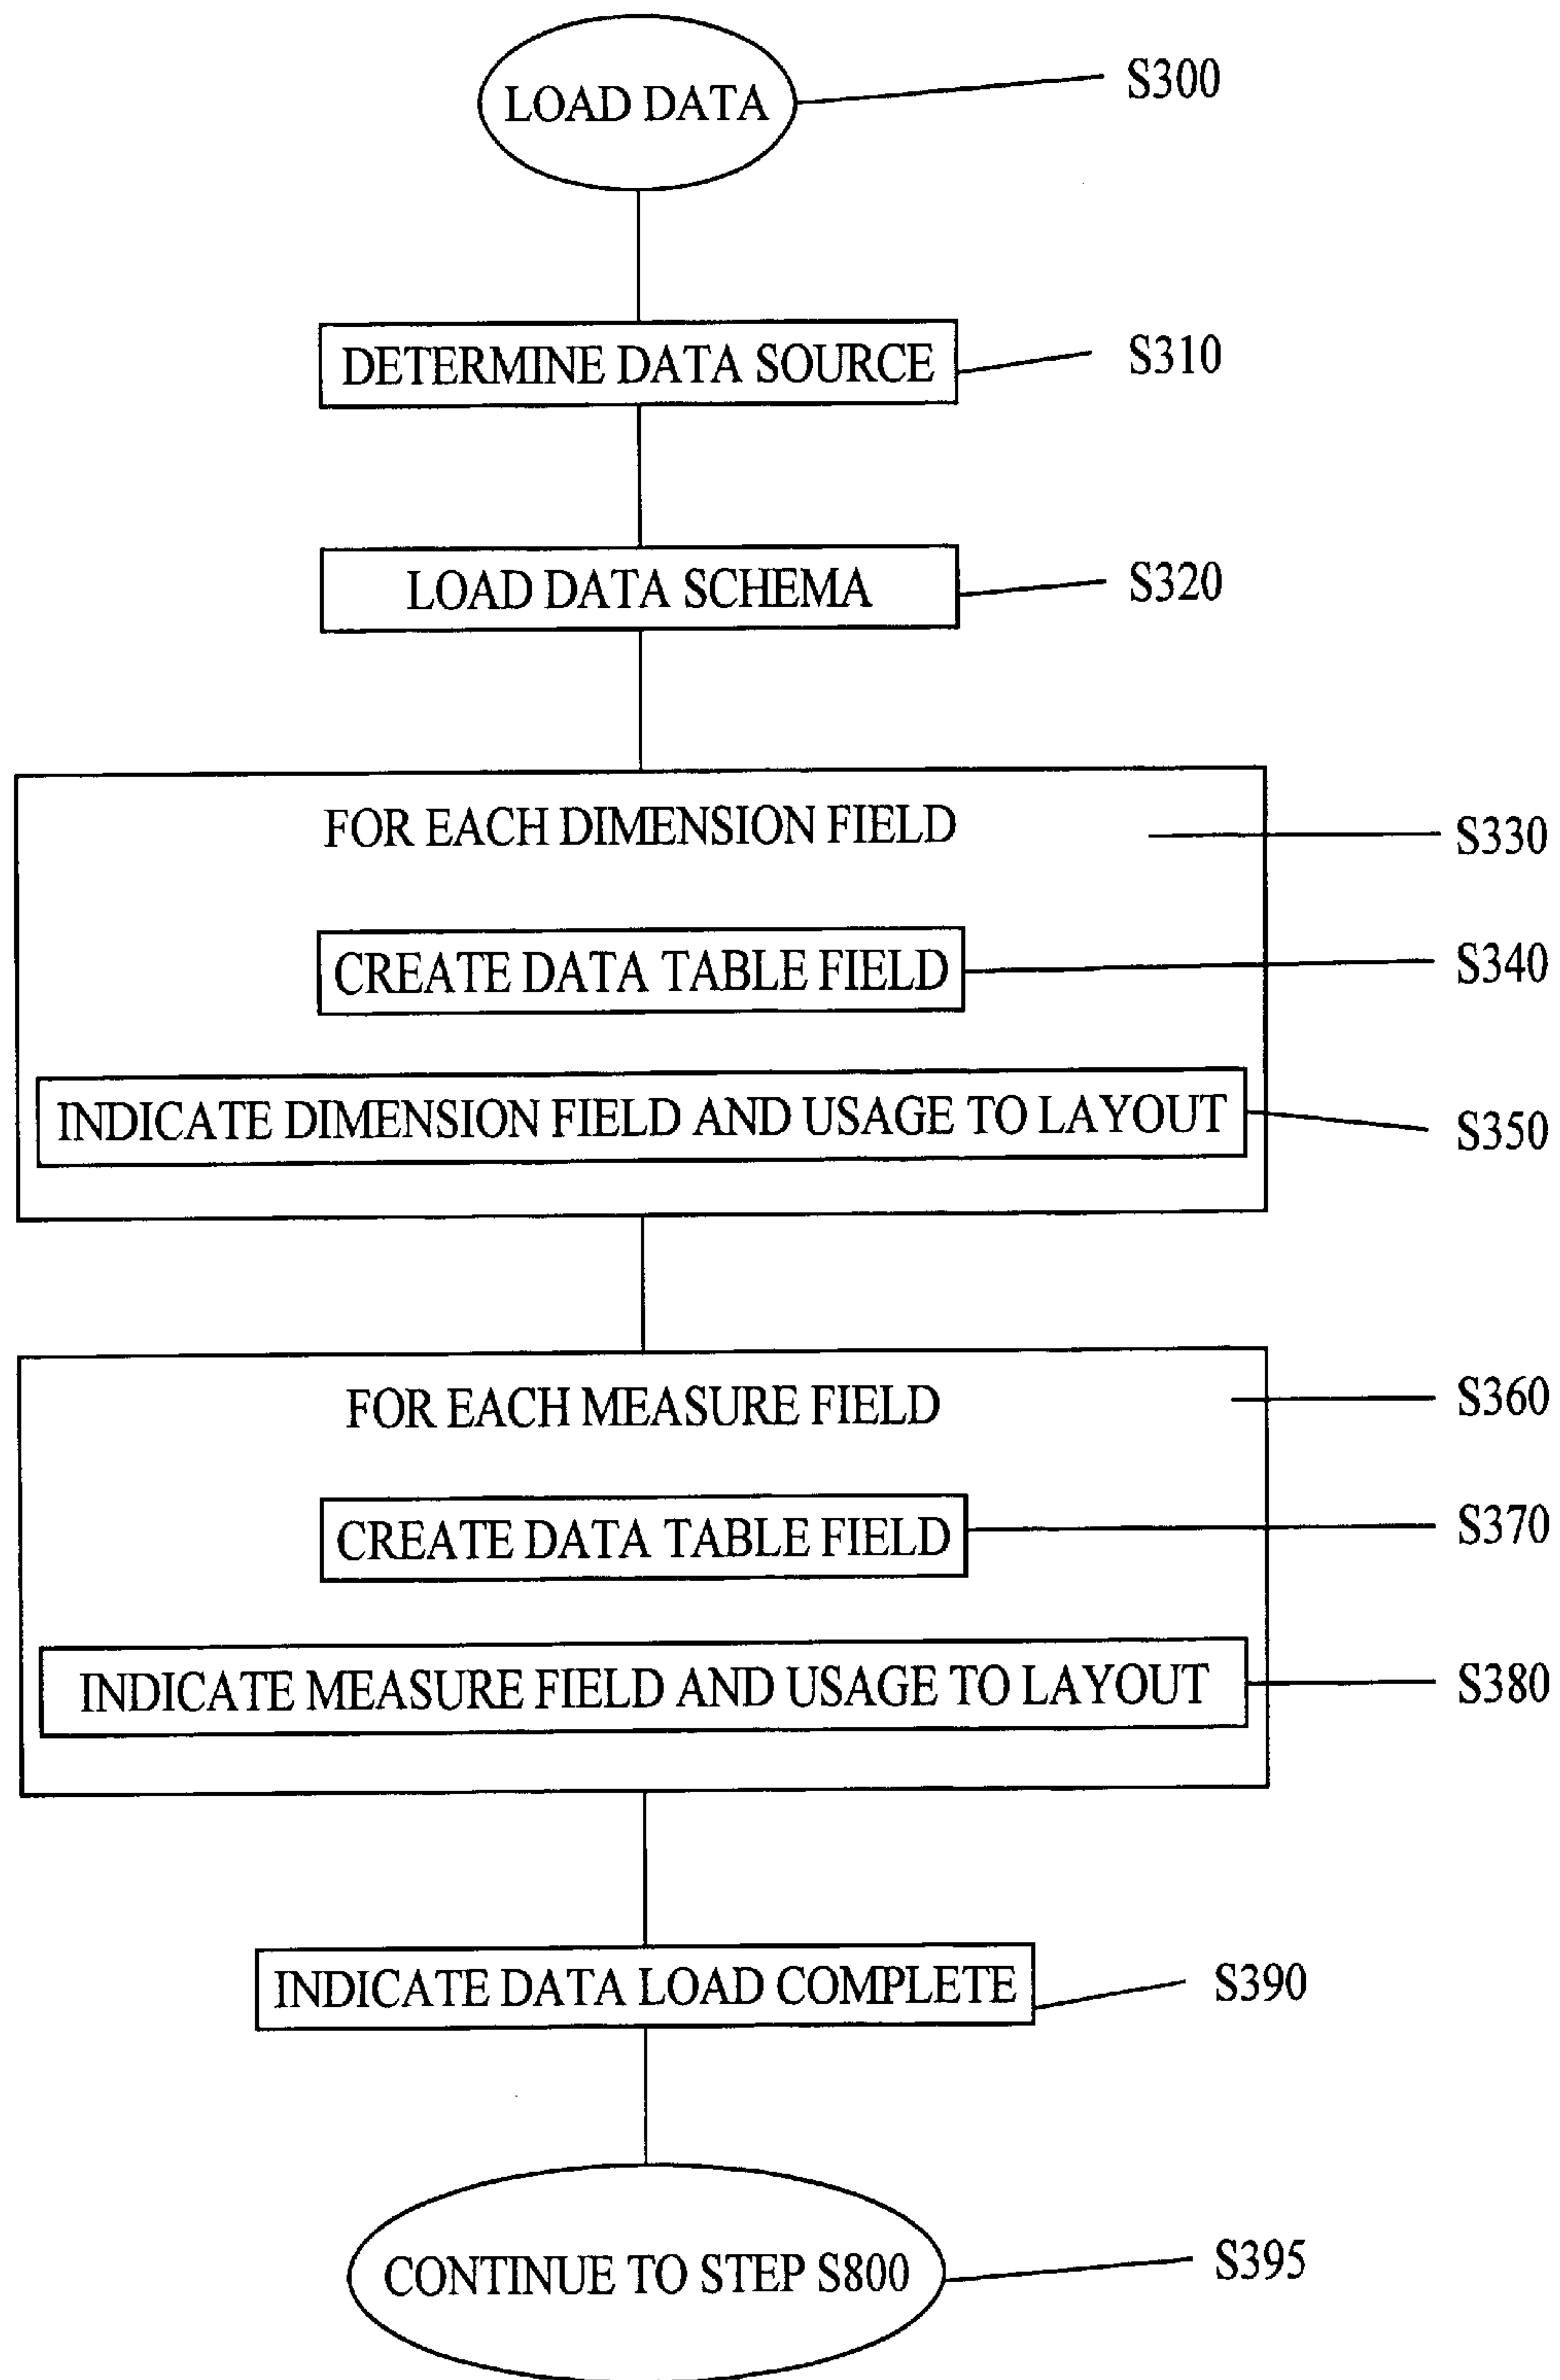 LOAD DATA
S300
DETERMINE DATA SOURCE
S310
LOAD DATA SCHEMA
S320
FOR EACH DIMENSION FIELD
S330
CREATE DATA TABLE FIELD
S340
INDICATE DIMENSION FIELD AND USAGE TO LAYOUT
S350
FOR EACH MEASURE FIELD
S360
CREATE DATA TABLE FIELD
S370
INDICATE MEASURE FIELD AND USAGE TO LAYOUT
S380
INDICATE DATA LOAD COMPLETE
S390
CONTINUE TO STEP S800
S395